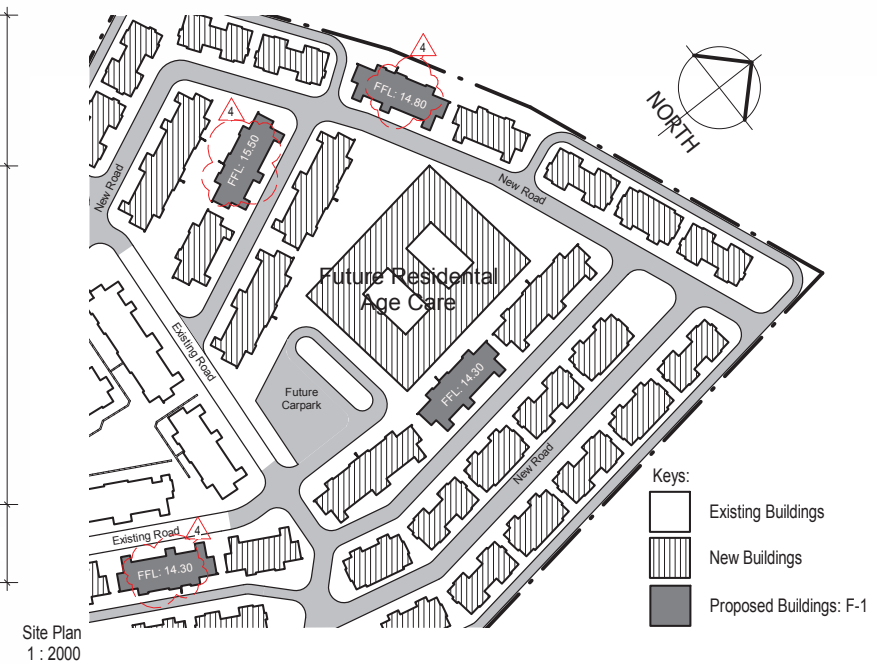 4
FFL: 14.80
4
FFL: 15.50
NORTH
New Road
New Road
Future Residental
Age Care
Existing Road
Future
Carpark
FFL: 14.30
New Road
Existing Road
4
FFL: 14.30
Keys:
Existing Buildings
New Buildings
Proposed Buildings: F-1
Site Plan
1 : 2000